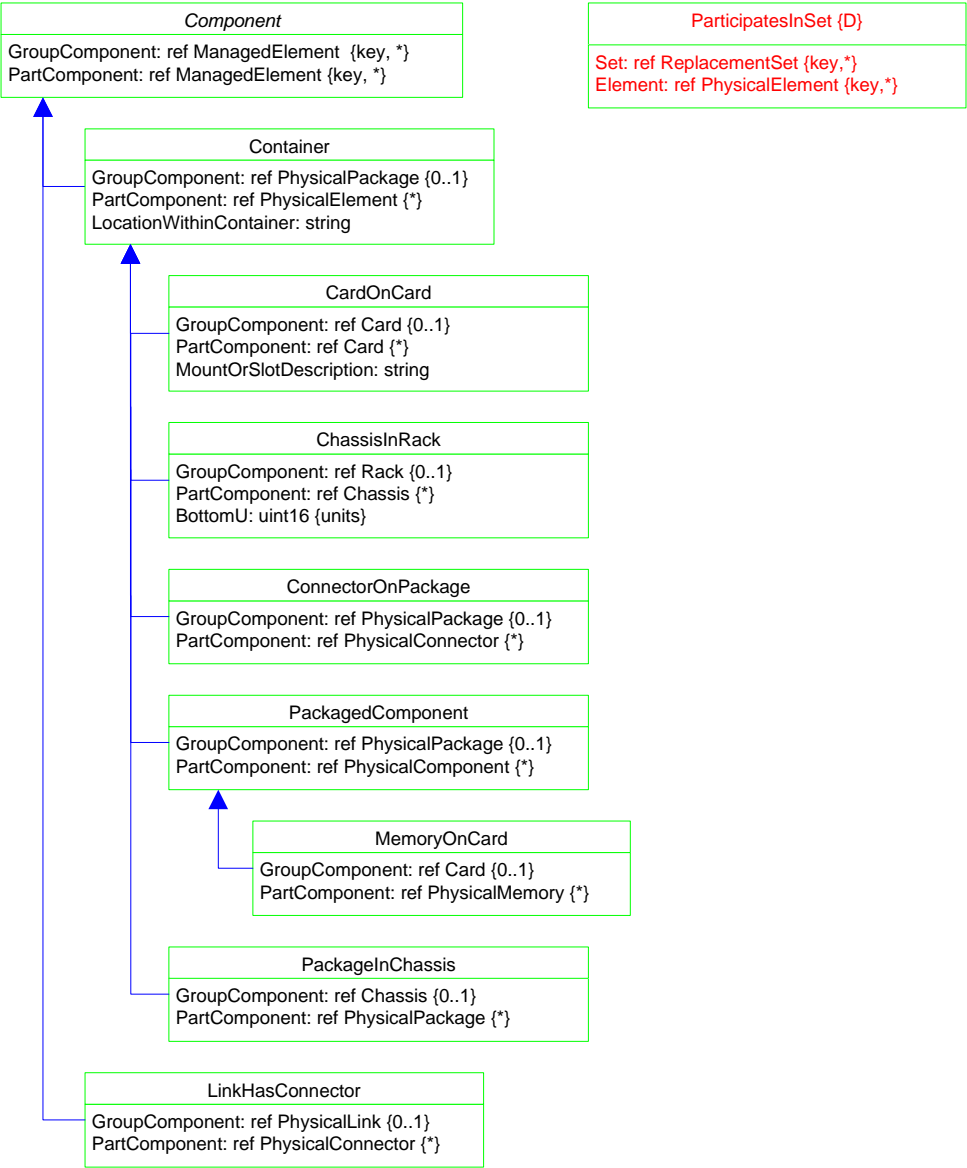 Component
GroupComponent: ref ManagedElement {key, *}
PartComponent: ref ManagedElement {key, *}
ParticipatesInSet {D}
Set: ref ReplacementSet {key,*}
Element: ref PhysicalElement {key,*}
Container
GroupComponent: ref PhysicalPackage {0..1}
PartComponent: ref PhysicalElement {*}
LocationWithinContainer: string
CardOnCard
GroupComponent: ref Card {0..1}
PartComponent: ref Card {*}
MountOrSlotDescription: string
ChassisInRack
GroupComponent: ref Rack {0..1}
PartComponent: ref Chassis {*}
BottomU: uint16 {units}
ConnectorOnPackage
GroupComponent: ref PhysicalPackage {0..1}
PartComponent: ref PhysicalConnector {*}
PackagedComponent
GroupComponent: ref PhysicalPackage {0..1}
PartComponent: ref PhysicalComponent {*}
MemoryOnCard
GroupComponent: ref Card {0..1}
PartComponent: ref PhysicalMemory {*}
PackageInChassis
GroupComponent: ref Chassis {0..1}
PartComponent: ref PhysicalPackage {*}
LinkHasConnector
GroupComponent: ref PhysicalLink {0..1}
PartComponent: ref PhysicalConnector {*}